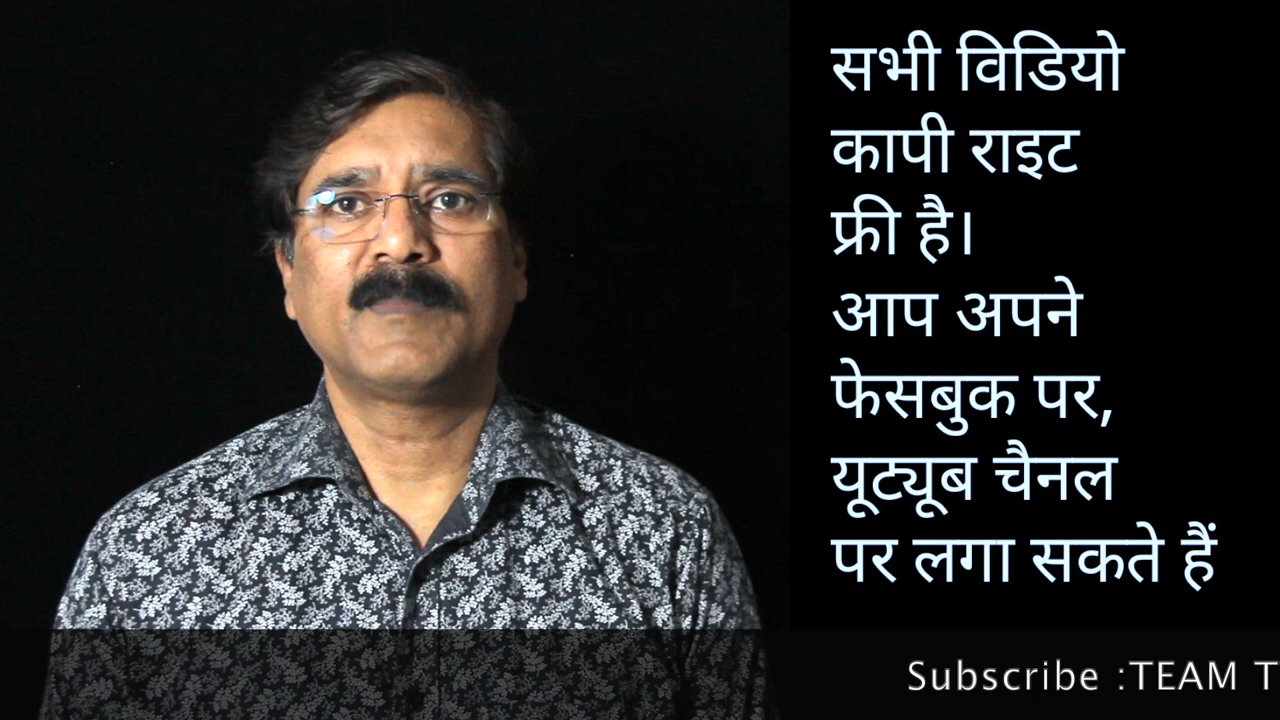 सभी विडियो
कापी राइट
फ्री है।
आप अपने
फेसबुक पर,
यूट्यूब चैनल
पर लगा सकते हैं
Subscribe :TEAM T